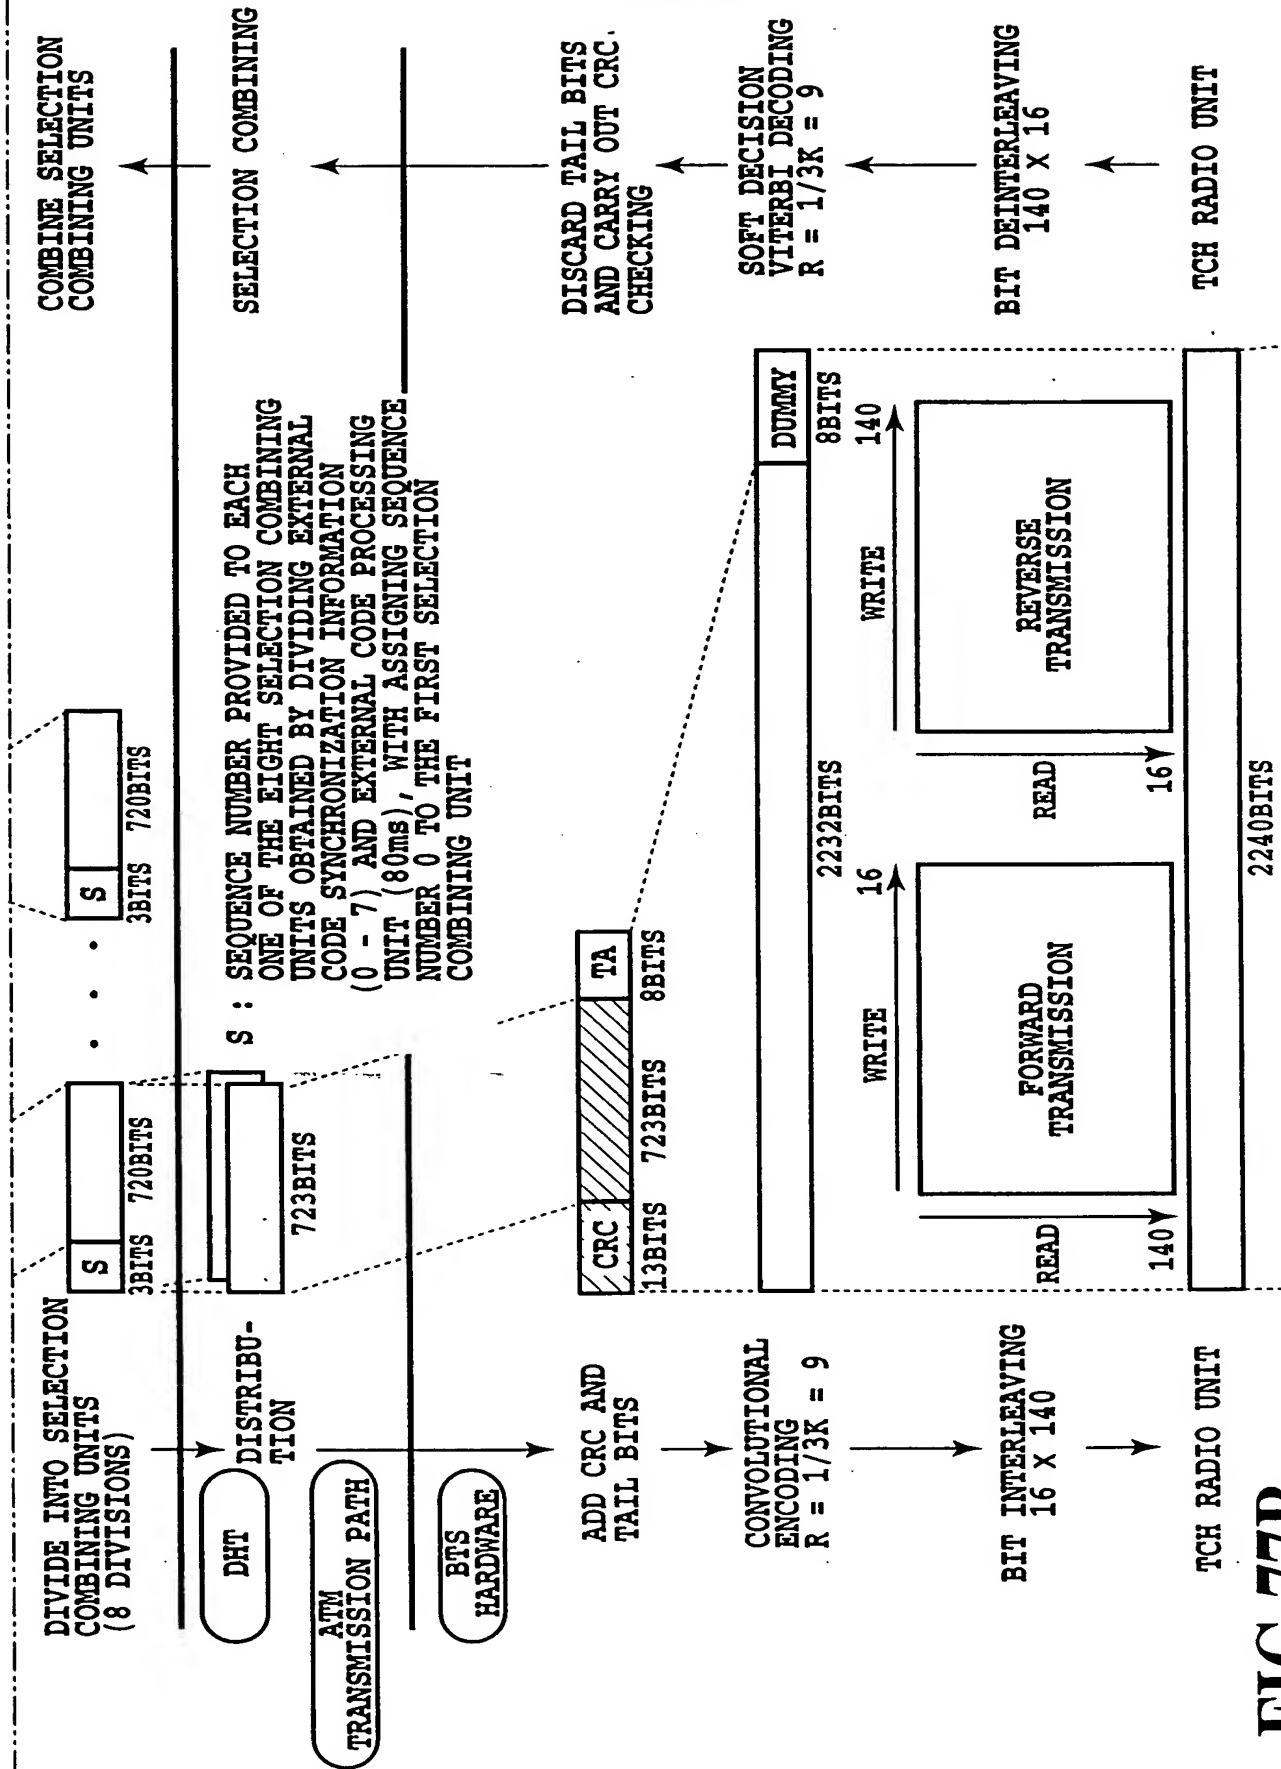 DIVIDE INTO SELECTION
COMBINING UNITS
(8 DIVISIONS)
S
3BITS
720BITS
S
3BITS
720BITS
COMBINE SELECTION
COMBINING UNITS
DHT
DISTRIBU-
TION
723BITS
S : SEQUENCE NUMBER PROVIDED TO EACH
ONE OF THE EIGHT SELECTION COMBINING
UNITS OBTAINED BY DIVIDING EXTERNAL
CODE SYNCHRONIZATION INFORMATION
(0 - 7) AND EXTERNAL CODE PROCESSING
UNIT (80ms), WITH ASSIGNING SEQUENCE
NUMBER 0 TO THE FIRST SELECTION
COMBINING UNIT
SELECTION COMBINING
ATM
TRANSMISSION PATH
BTS
HARDWARE
ADD CRC AND
TAIL BITS
CRC
TA
13BITS
723BITS
8BITS
DISCARD TAIL BITS
AND CARRY OUT CRC.
CHECKING
CONVOLUTIONAL
ENCODING
R = 1/3K = 9
DUMMY
2232BITS
8BITS
SOFT DECISION
VITERBI DECODING
R = 1/3K = 9
BIT INTERLEAVING
16 X 140
WRITE
16
READ
140
FORWARD
TRANSMISSION
WRITE
140
READ
16
REVERSE
TRANSMISSION
BIT DEINTERLEAVING
140 X 16
TCH RADIO UNIT
2240BITS
TCH RADIO UNIT
FIG.77B